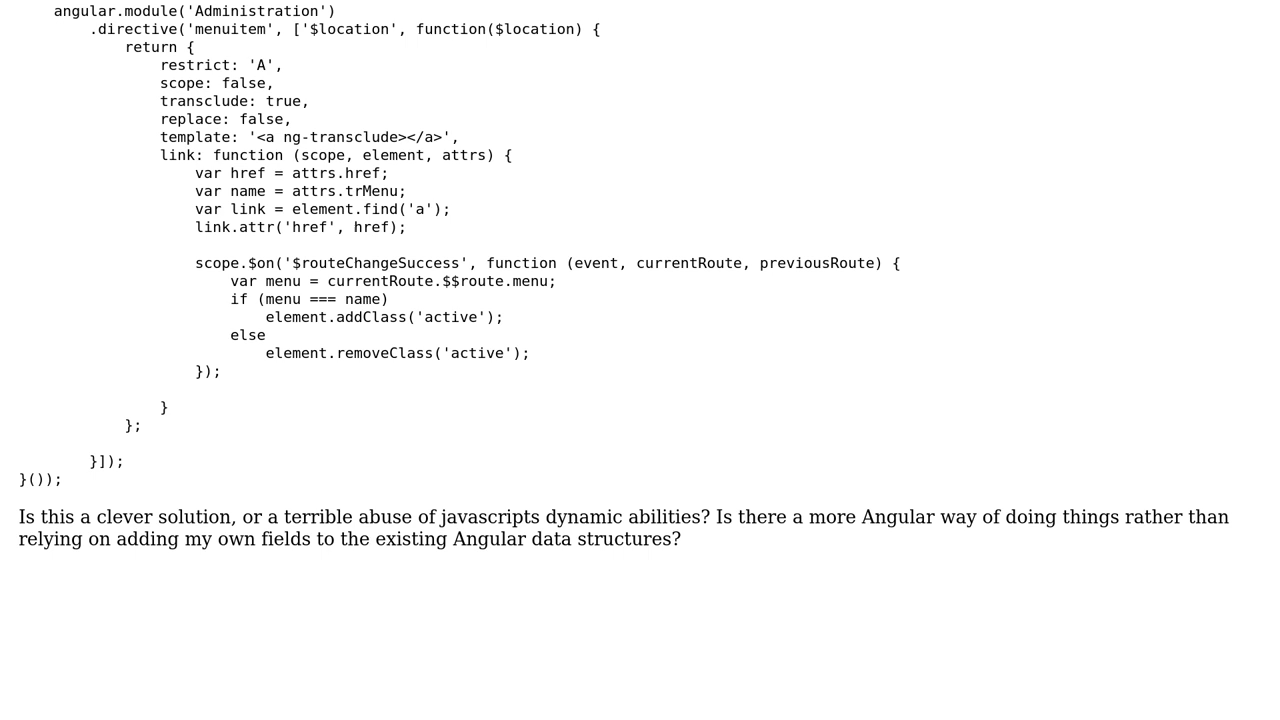 angular.module('Administration')
        .directive('menuitem', ['$location', function($location) {
            return {
                restrict: 'A',
                scope: false,
                transclude: true,
                replace: false,
                template: '<a ng-transclude></a>',
                link: function (scope, element, attrs) {
                    var href = attrs.href;
                    var name = attrs.trMenu;
                    var link = element.find('a');
                    link.attr('href', href);

                    scope.$on('$routeChangeSuccess', function (event, currentRoute, previousRoute) {
                        var menu = currentRoute.$$route.menu;
                        if (menu === name)
                            element.addClass('active');
                        else
                            element.removeClass('active');
                    });

                }
            };

        }]);
}());
Is this a clever solution, or a terrible abuse of javascripts dynamic abilities? Is there a more Angular way of doing things rather than
relying on adding my own fields to the existing Angular data structures?